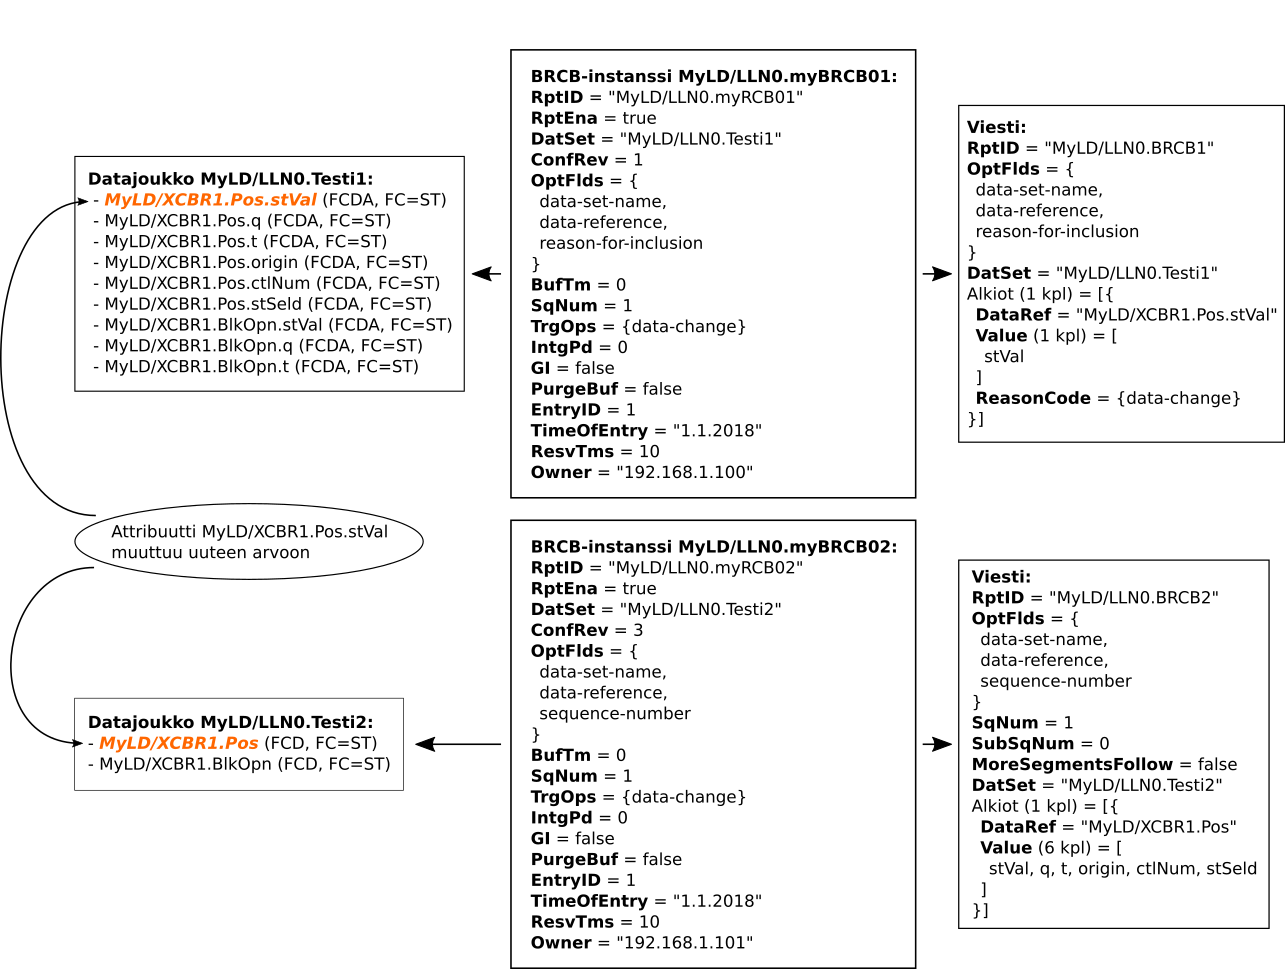 Datajoukko MyLD/LLN0.Testi1:
- MyLD/XCBR1.Pos.stVal (FCDA, FC=ST)
- MyLD/XCBR1.Pos.q (FCDA, FC=ST)
- MyLD/XCBR1.Pos.t (FCDA, FC=ST)
- MyLD/XCBR1.Pos.origin (FCDA, FC=ST)
- MyLD/XCBR1.Pos.ctlNum (FCDA, FC=ST)
- MyLD/XCBR1.Pos.stSeld (FCDA, FC=ST)
- MyLD/XCBR1.BlkOpn.stVal (FCDA, FC=ST)
- MyLD/XCBR1.BlkOpn.q (FCDA, FC=ST)
- MyLD/XCBR1.BlkOpn.t (FCDA, FC=ST)
BRCB-instanssi MyLD/LLN0.myBRCB01:
RptID = "MyLD/LLN0.myRCB01"
RptEna = true
DatSet = "MyLD/LLN0.Testi1"
ConfRev = 1
OptFlds = {
data-set-name,
data-reference,
reason-for-inclusion
}
BufTm = 0
SqNum = 1
TrgOps = {data-change}
IntgPd = 0
GI = false
PurgeBuf = false
EntryID = 1
TimeOfEntry = "1.1.2018"
ResvTms = 10
Owner = "192.168.1.100"
Viesti:
RptID = "MyLD/LLN0.BRCB1"
OptFlds = {
data-set-name,
data-reference,
reason-for-inclusion
}
DatSet = "MyLD/LLN0.Testi1"
Alkiot (1 kpl) = [{
DataRef = "MyLD/XCBR1.Pos.stVal"
Value (1 kpl) = [
stVal
]
ReasonCode = {data-change}
}]
Attribuutti MyLD/XCBR1.Pos.stVal
muuttuu uuteen arvoon
Datajoukko MyLD/LLN0.Testi2:
- MyLD/XCBR1.Pos (FCD, FC=ST)
- MyLD/XCBR1.BlkOpn (FCD, FC=ST)
BRCB-instanssi MyLD/LLN0.myBRCB02:
RptID = "MyLD/LLN0.myRCB02"
RptEna = true
DatSet = "MyLD/LLN0.Testi2"
ConfRev = 3
OptFlds = {
data-set-name,
data-reference,
sequence-number
}
BufTm = 0
SqNum = 1
TrgOps = {data-change}
IntgPd = 0
GI = false
PurgeBuf = false
EntryID = 1
TimeOfEntry = "1.1.2018"
ResvTms = 10
Owner = "192.168.1.101"
Viesti:
RptID = "MyLD/LLN0.BRCB2"
OptFlds = {
data-set-name,
data-reference,
sequence-number
}
SqNum = 1
SubSqNum = 0
MoreSegmentsFollow = false
DatSet = "MyLD/LLN0.Testi2"
Alkiot (1 kpl) = [{
DataRef = "MyLD/XCBR1.Pos"
Value (6 kpl) = [
stVal, q, t, origin, ctlNum, stSeld
]
}]